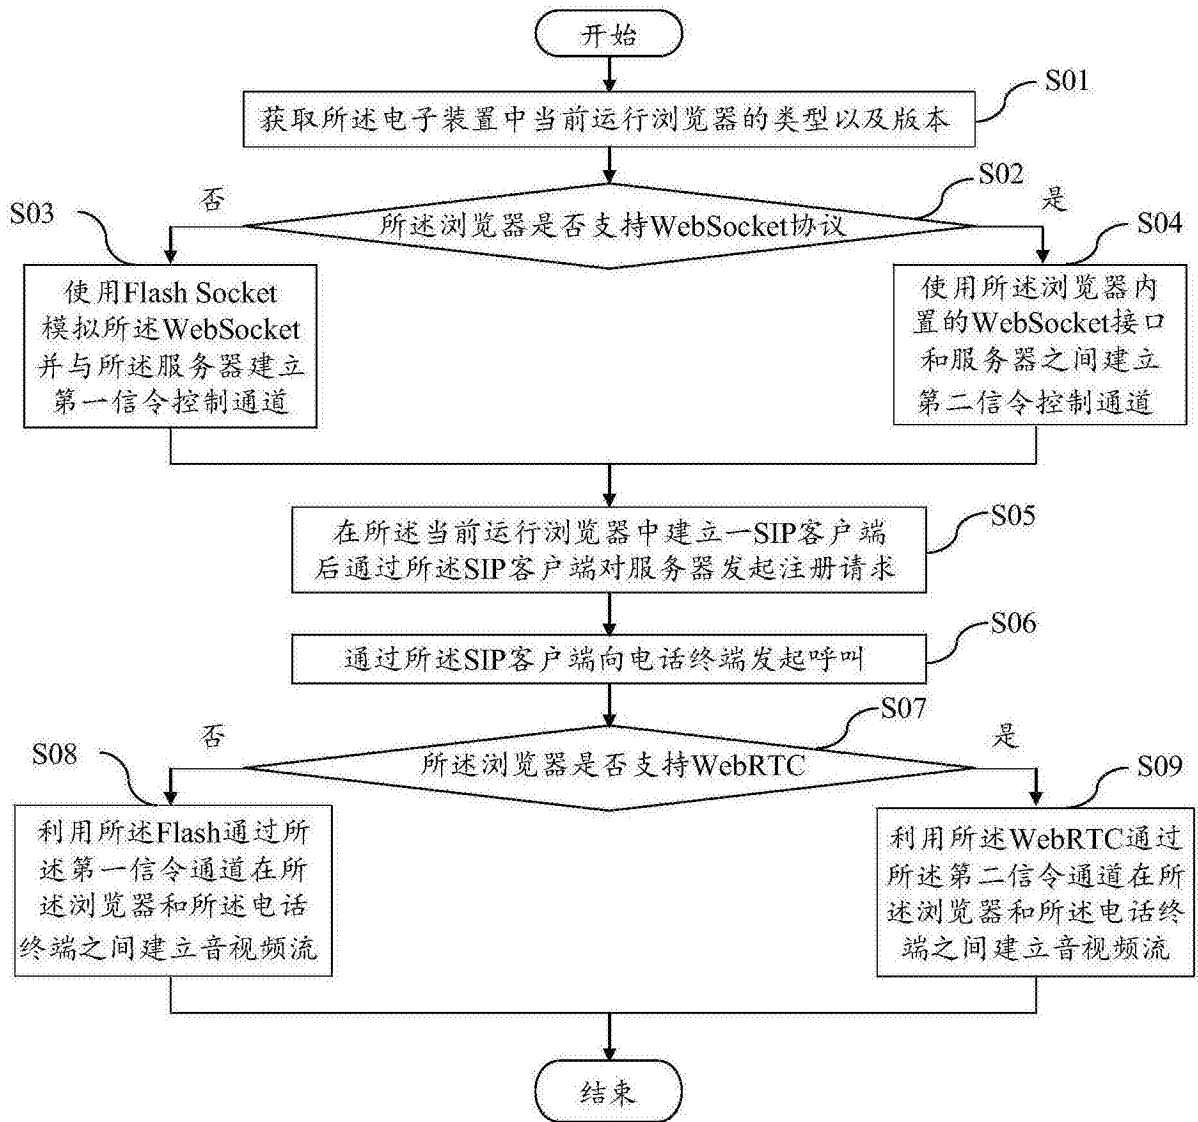 开始
S01
获取所述电子装置中当前运行浏览器的类型以及版本
S02
否
所述浏览器是否支持WebSocket协议
是
S03
S04
使用Flash Socket
模拟所述WebSocket
并与所述服务器建立
第一信令控制通道
使用所述浏览器内
置的WebSocket接口
和服务器之间建立
第二信令控制通道
S05
在所述当前运行浏览器中建立一SIP客户端
后通过所述SIP客户端对服务器发起注册请求
S06
通过所述SIP客户端向电话终端发起呼叫
S07
否
所述浏览器是否支持WebRTC
是
S08
S09
利用所述Flash通过所
述第一信令通道在所
述浏览器和所述电话
终端之间建立音视频流
利用所述WebRTC通过
所述第二信令通道在所
述浏览器和所述电话终
端之间建立音视频流
结束